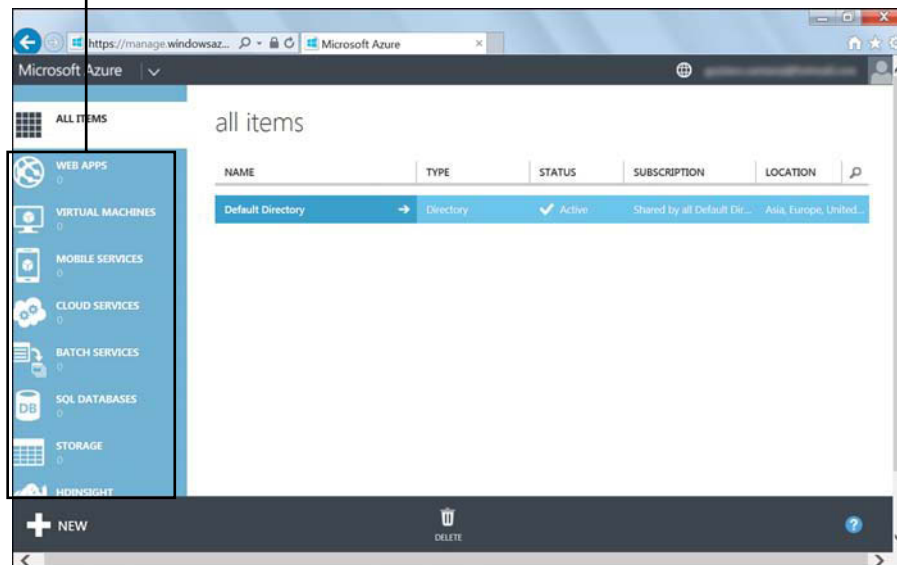 https://manage.windowsaz...
Microsoft Azure
Microsoft Azure
ALL ITEMS
all items
WEB APPS
0
VIRTUAL MACHINES
0
MOBILE SERVICES
0
CLOUD SERVICES
0
BATCH SERVICES
0
SQL DATABASES
0
DB
STORAGE
0
HDINSIGHT
NAME TYPE STATUS SUBSCRIPTION LOCATION
Default Directory Directory Active Shared by all Default Dir... Asia, Europe, United...
NEW
DELETE
?